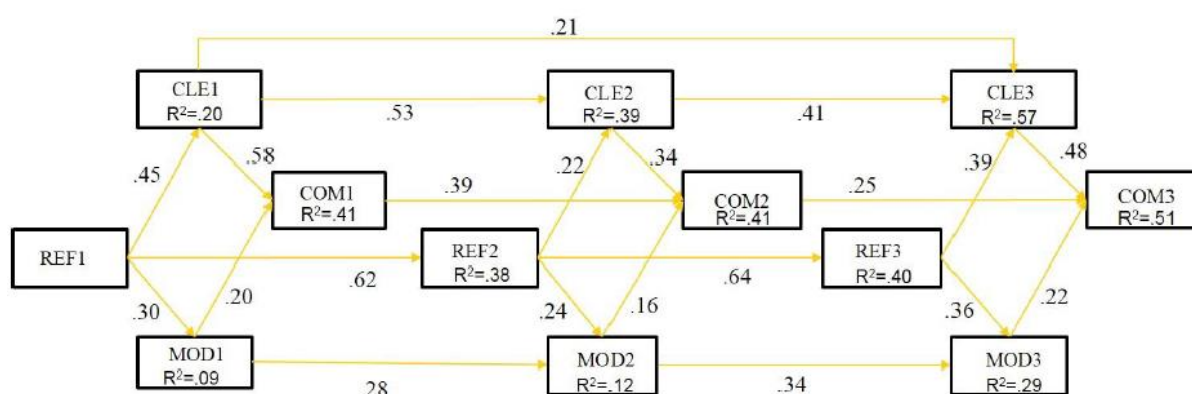 .21
CLE1
R²=.20
CLE2
R²=.39
CLE3
R²=.57
.53
.41
.45
.58
.22
.34
.39
.48
COM1
R²=.41
.39
COM2
R²=.41
.25
COM3
R²=.51
REF1
REF2
R²=.38
REF3
R²=.40
.62
.64
.30
.20
.24
.16
.36
.22
MOD1
R²=.09
MOD2
R²=.12
MOD3
R²=.29
.28
.34